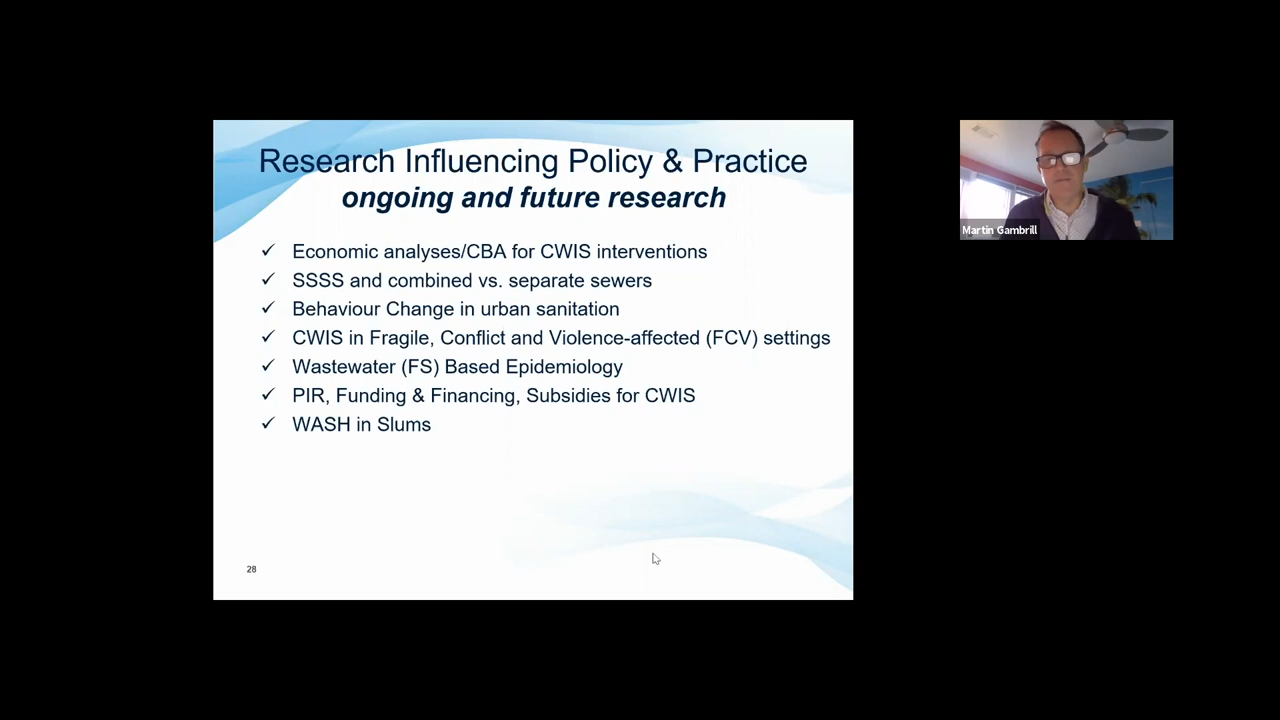 Research Influencing Policy & Practice
ongoing and future research
✓ Economic analyses/CBA for CWIS interventions
✓ SSSS and combined vs. separate sewers
✓ Behaviour Change in urban sanitation
✓ CWIS in Fragile, Conflict and Violence-affected (FCV) settings
✓ Wastewater (FS) Based Epidemiology
✓ PIR, Funding & Financing, Subsidies for CWIS
✓ WASH in Slums
28
Martin Gambrill